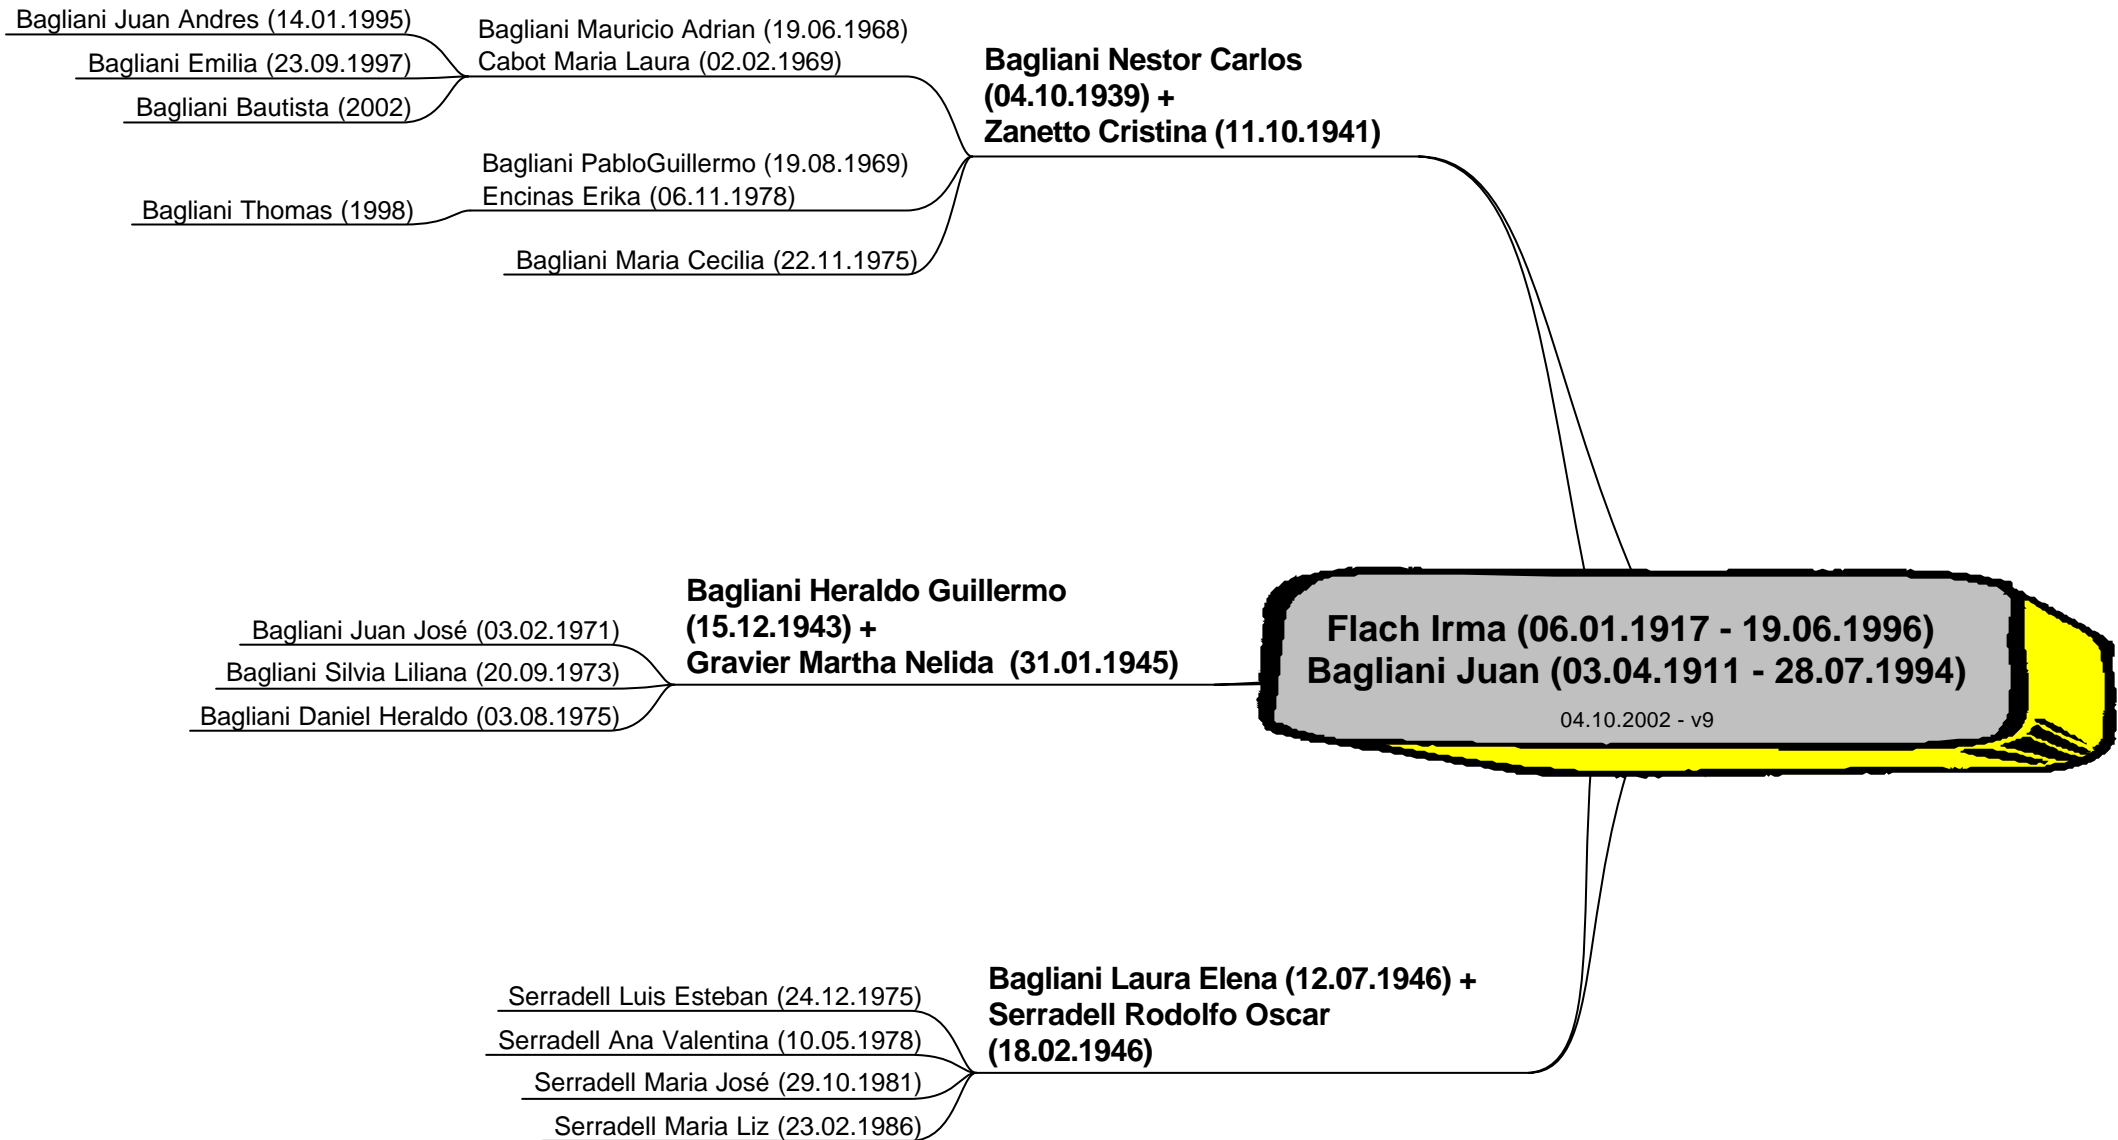 Bagliani Juan Andres (14.01.1995)
Bagliani Emilia (23.09.1997)
Bagliani Bautista (2002)
Bagliani Mauricio Adrian (19.06.1968)
Cabot Maria Laura (02.02.1969)
Bagliani Nestor Carlos
(04.10.1939) +
Zanetto Cristina (11.10.1941)
Bagliani PabloGuillermo (19.08.1969)
Encinas Erika (06.11.1978)
Bagliani Thomas (1998)
Bagliani Maria Cecilia (22.11.1975)
Bagliani Heraldo Guillermo
(15.12.1943) +
Gravier Martha Nelida  (31.01.1945)
Bagliani Juan José (03.02.1971)
Bagliani Silvia Liliana (20.09.1973)
Bagliani Daniel Heraldo (03.08.1975)
Flach Irma (06.01.1917 - 19.06.1996)
Bagliani Juan (03.04.1911 - 28.07.1994)
04.10.2002 - v9
Bagliani Laura Elena (12.07.1946) +
Serradell Rodolfo Oscar
(18.02.1946)
Serradell Luis Esteban (24.12.1975)
Serradell Ana Valentina (10.05.1978)
Serradell Maria José (29.10.1981)
Serradell Maria Liz (23.02.1986)